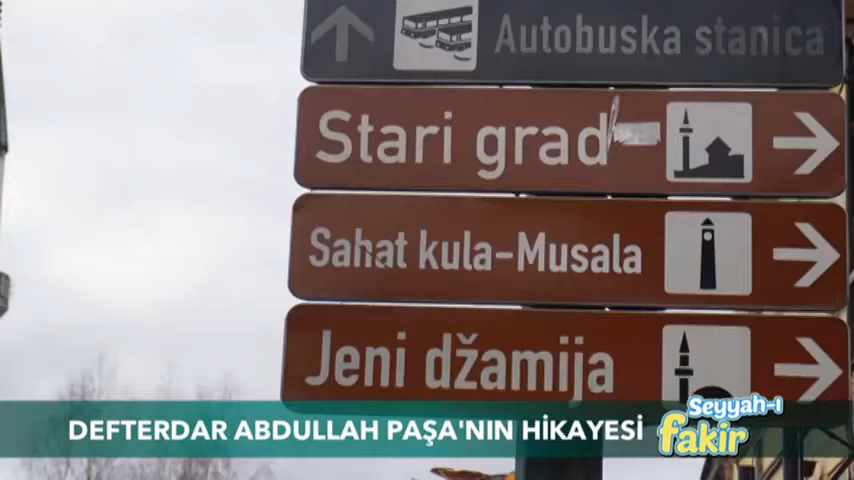 Autobuska stanica
Stari grad
Sahat kula-Musala
Jeni džamija
DEFTERDAR ABDULLAH PAŞA'NIN HİKAYESİ
Seyyah-ı
fakir